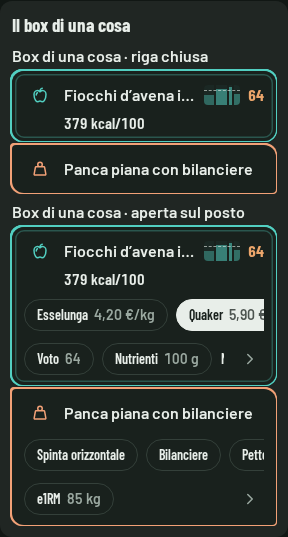 Il box di una cosa
Box di una cosa · riga chiusa
Fiocchi d’avena i… 64
379 kcal/100
Panca piana con bilanciere
Box di una cosa · aperta sul posto
Fiocchi d’avena i… 64
379 kcal/100
Esselunga 4,20 €/kg Quaker 5,90 €
Voto 64 Nutrienti 100 g
Panca piana con bilanciere
Spinta orizzontale Bilanciere Petto
e1RM 85 kg